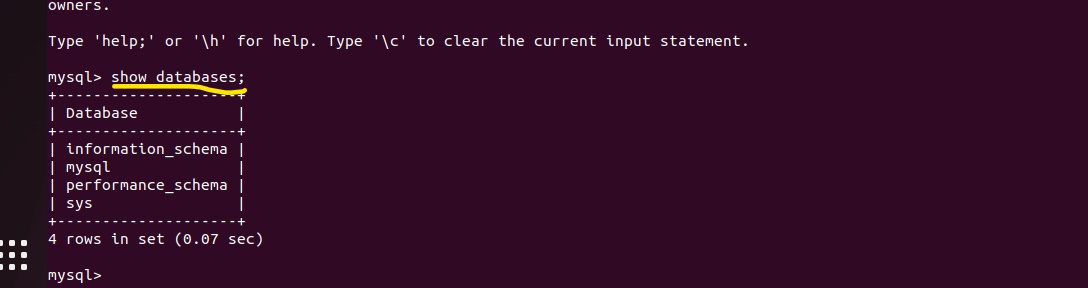 owners.
Type 'help;' or '\h' for help. Type '\c' to clear the current input statement.
mysql> show databases;
+--------------------+
| Database           |
+--------------------+
| information_schema |
| mysql              |
| performance_schema |
| sys                |
+--------------------+
4 rows in set (0.07 sec)
mysql>